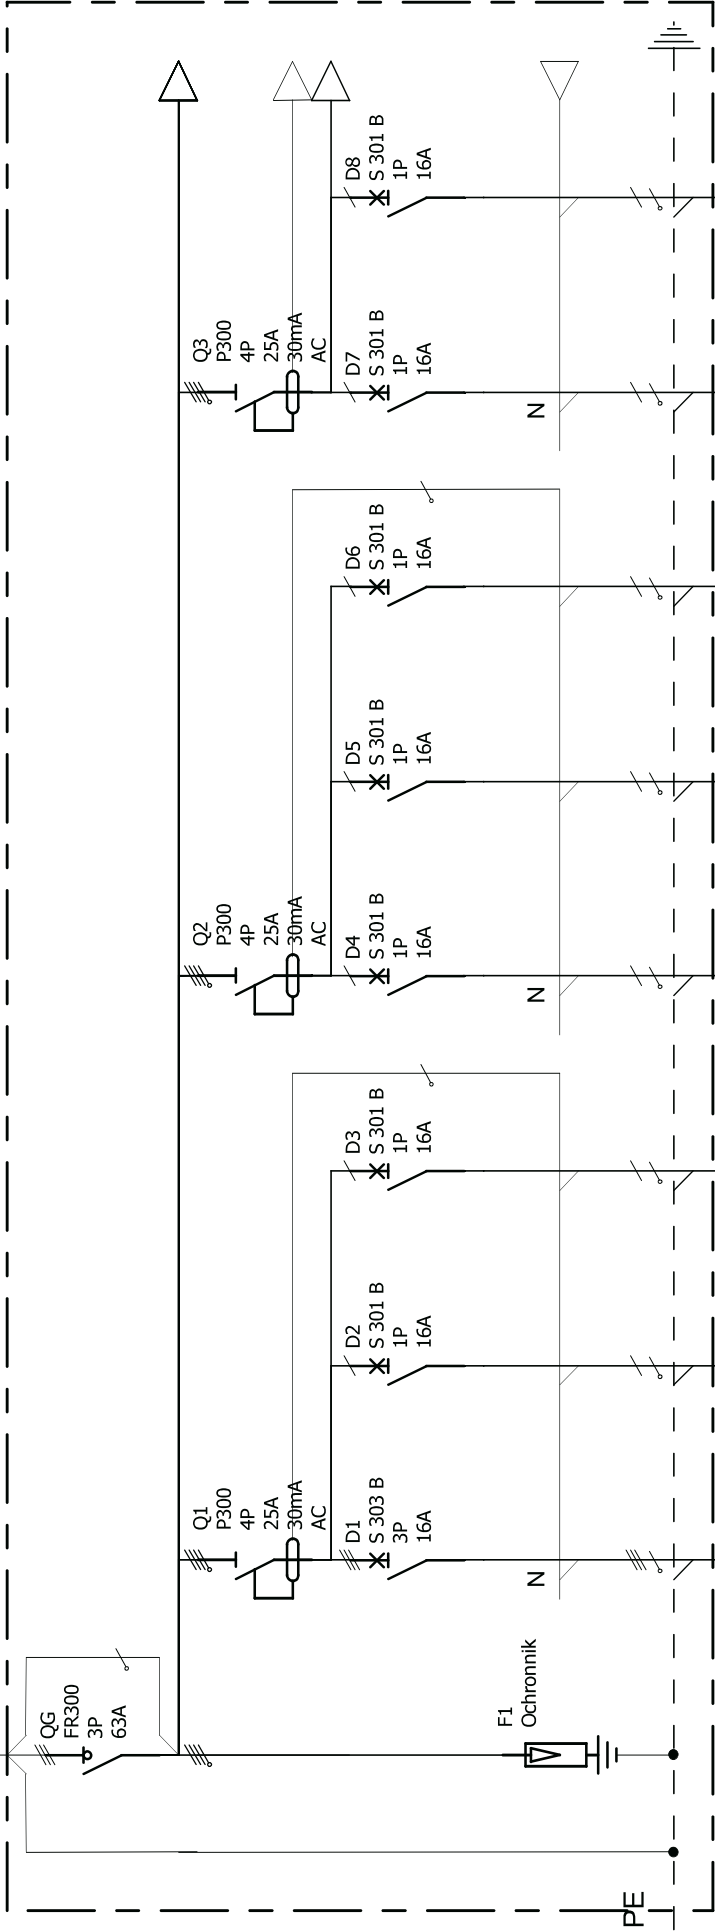 QG
FR300
3P
63A
F1
Ochronnik
PE
Q1
P300
4P
25A
30mA
AC
D1
S 303 B
3P
16A
N
D2
S 301 B
1P
16A
D3
S 301 B
1P
16A
Q2
P300
4P
25A
30mA
AC
D4
S 301 B
1P
16A
N
D5
S 301 B
1P
16A
D6
S 301 B
1P
16A
Q3
P300
4P
25A
30mA
AC
D7
S 301 B
1P
16A
N
D8
S 301 B
1P
16A